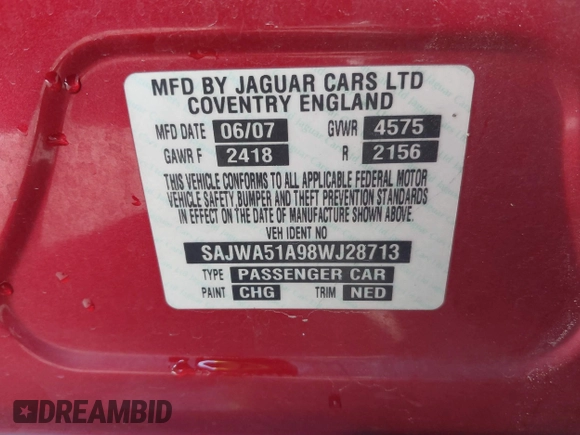 MFD BY JAGUAR CARS LTD
COVENTRY ENGLAND
MFD DATE 06/07 GVWR 4575
GAWR F 2418 R 2156
THIS VEHICLE CONFORMS TO ALL APPLICABLE FEDERAL MOTOR
VEHICLE SAFETY,BUMPER AND THEFT PREVENTION STANDARDS
IN EFFECT ON THE DATE OF MANUFACTURE SHOWN ABOVE.
VEH IDENT NO
SAJWA51A98WJ28713
TYPE PASSENGER CAR
PAINT CHG TRIM NED
DREAMBID